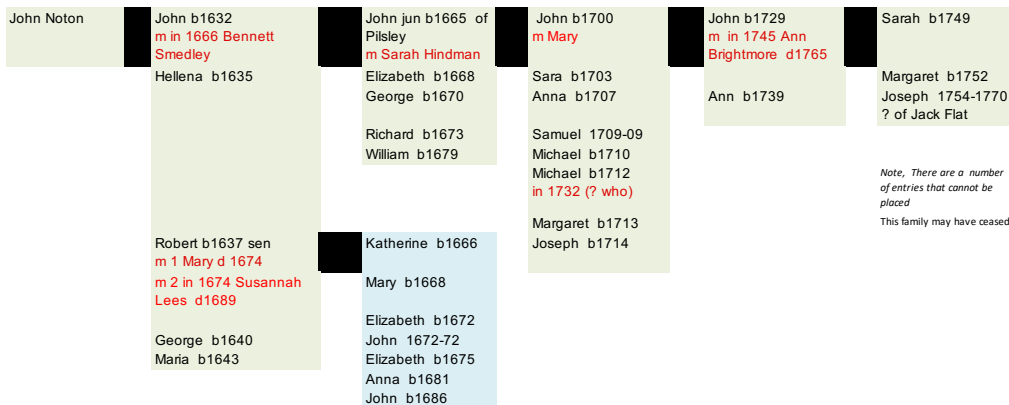 John Noton
John b1632
m in 1666 Bennett
Smedley
Hellena b1635
Robert b1637 sen
m 1 Mary d 1674
m 2 in 1674 Susannah
Lees d1689
George b1640
Maria b1643
John jun b1665 of
Pilsley
m Sarah Hindman
Elizabeth b1668
George b1670
Richard b1673
William b1679
Katherine b1666
Mary b1668
Elizabeth b1672
John 1672-72
Elizabeth b1675
Anna b1681
John b1686
John b1700
m Mary
Sara b1703
Anna b1707
Samuel 1709-09
Michael b1710
Michael b1712
in 1732 (? who)
Margaret b1713
Joseph b1714
John b1729
m in 1745 Ann
Brightmore d1765
Ann b1739
Sarah b1749
Margaret b1752
Joseph 1754-1770
? of Jack Flat
Note, There are a number
of entries that cannot be
placed
This family may have ceased